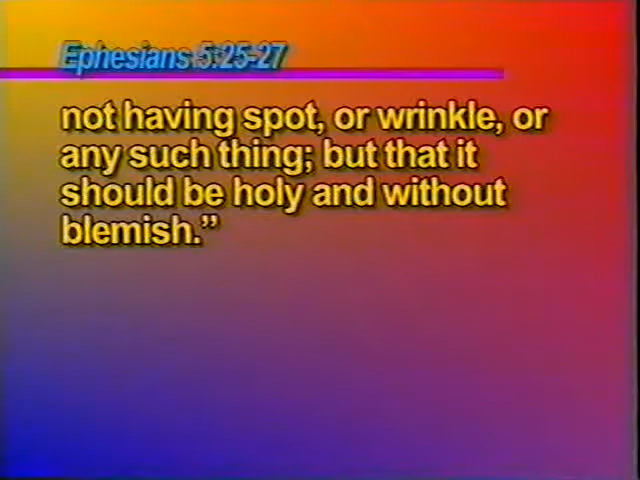 Ephesians 5:25-27
not having spot, or wrinkle, or
any such thing; but that it
should be holy and without
blemish.”